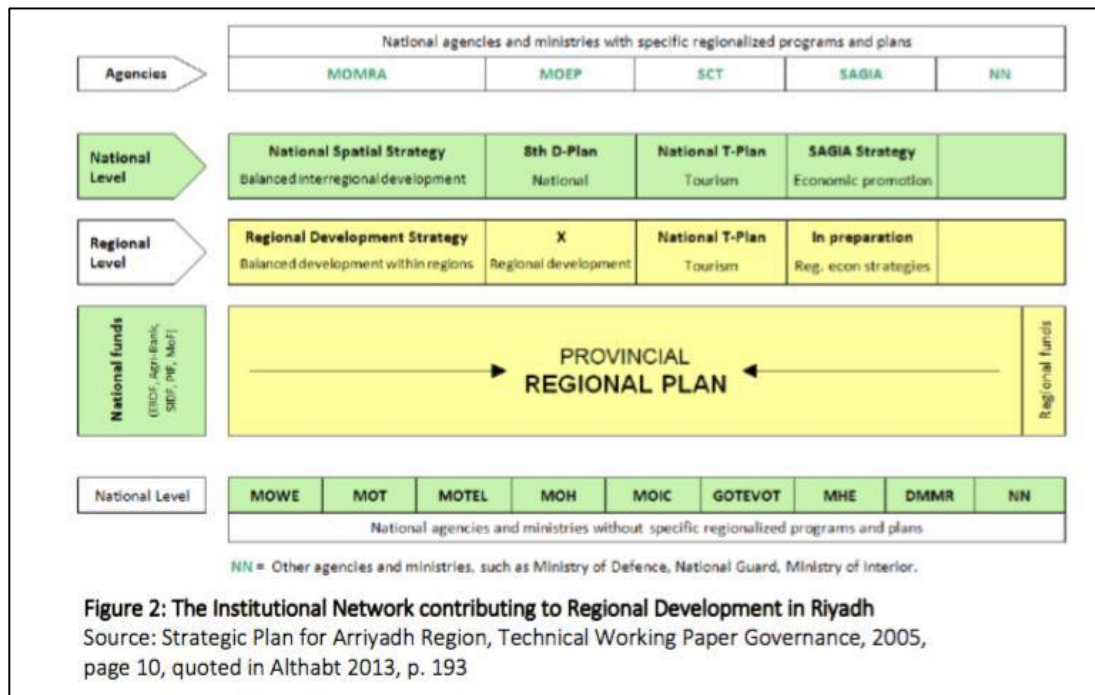 National agencies and ministries with specific regionalized programs and plans
Agencies
MOMRA MOEP SCT SAGIA NN
National Level
National Spatial Strategy 8th D-Plan National T-Plan SAGIA Strategy
Balanced interregional development National Tourism Economic promotion
Regional Level
Regional Development Strategy X National T-Plan In preparation
Balanced development within regions Regional development Tourism Reg. econ strategies
National funds
(ERDF, Agri-Bank,
SIDF, PIF, MoF)
PROVINCIAL
REGIONAL PLAN
Regional funds
National Level
MOWE MOT MOTEL MOH MOIC GOTEVOT MHE DMMR NN
National agencies and ministries without specific regionalized programs and plans
NN = Other agencies and ministries, such as Ministry of Defence, National Guard, Ministry of Interior.
Figure 2: The Institutional Network contributing to Regional Development in Riyadh
Source: Strategic Plan for Arriyadh Region, Technical Working Paper Governance, 2005,
page 10, quoted in Althabt 2013, p. 193